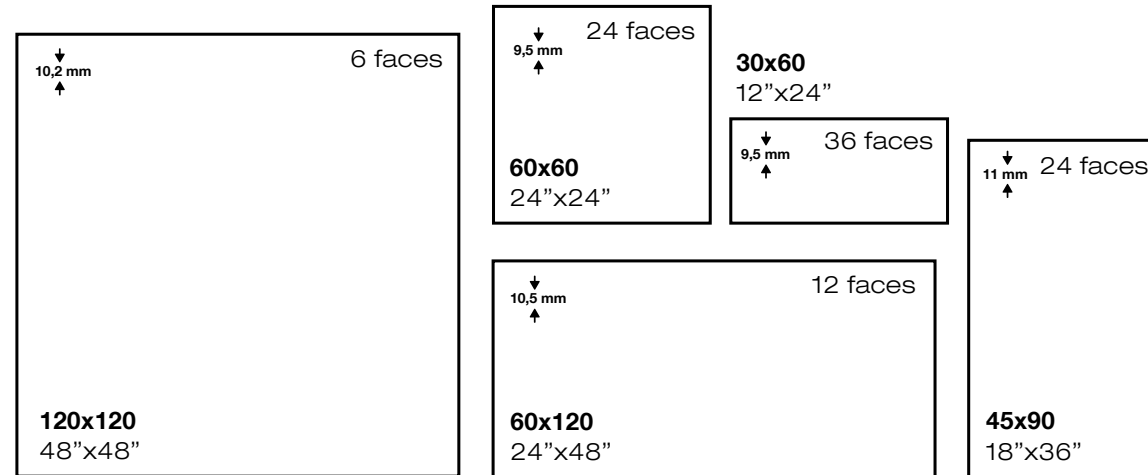 6 faces
10,2 mm
120x120
48”x48”
24 faces
9,5 mm
60x60
24”x24”
30x60
12”x24”
36 faces
9,5 mm
12 faces
10,5 mm
60x120
24”x48”
24 faces
11 mm
45x90
18”x36”